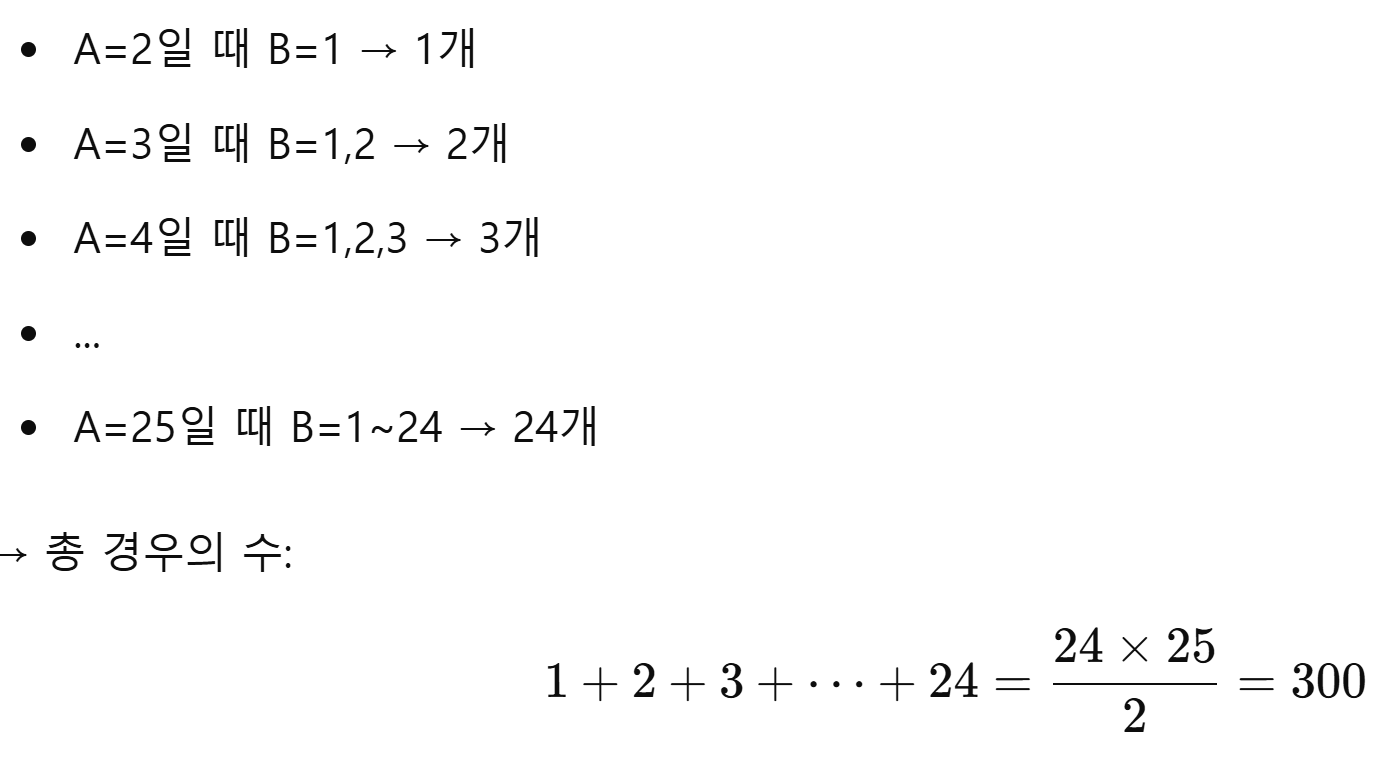 • A=2일 때 B=1 → 1개
• A=3일 때 B=1,2 → 2개
• A=4일 때 B=1,2,3 → 3개
• ...
• A=25일 때 B=1~24 → 24개
→ 총 경우의 수:
1 + 2 + 3 + ⋯ + 24 = \frac{24 × 25}{2} = 300